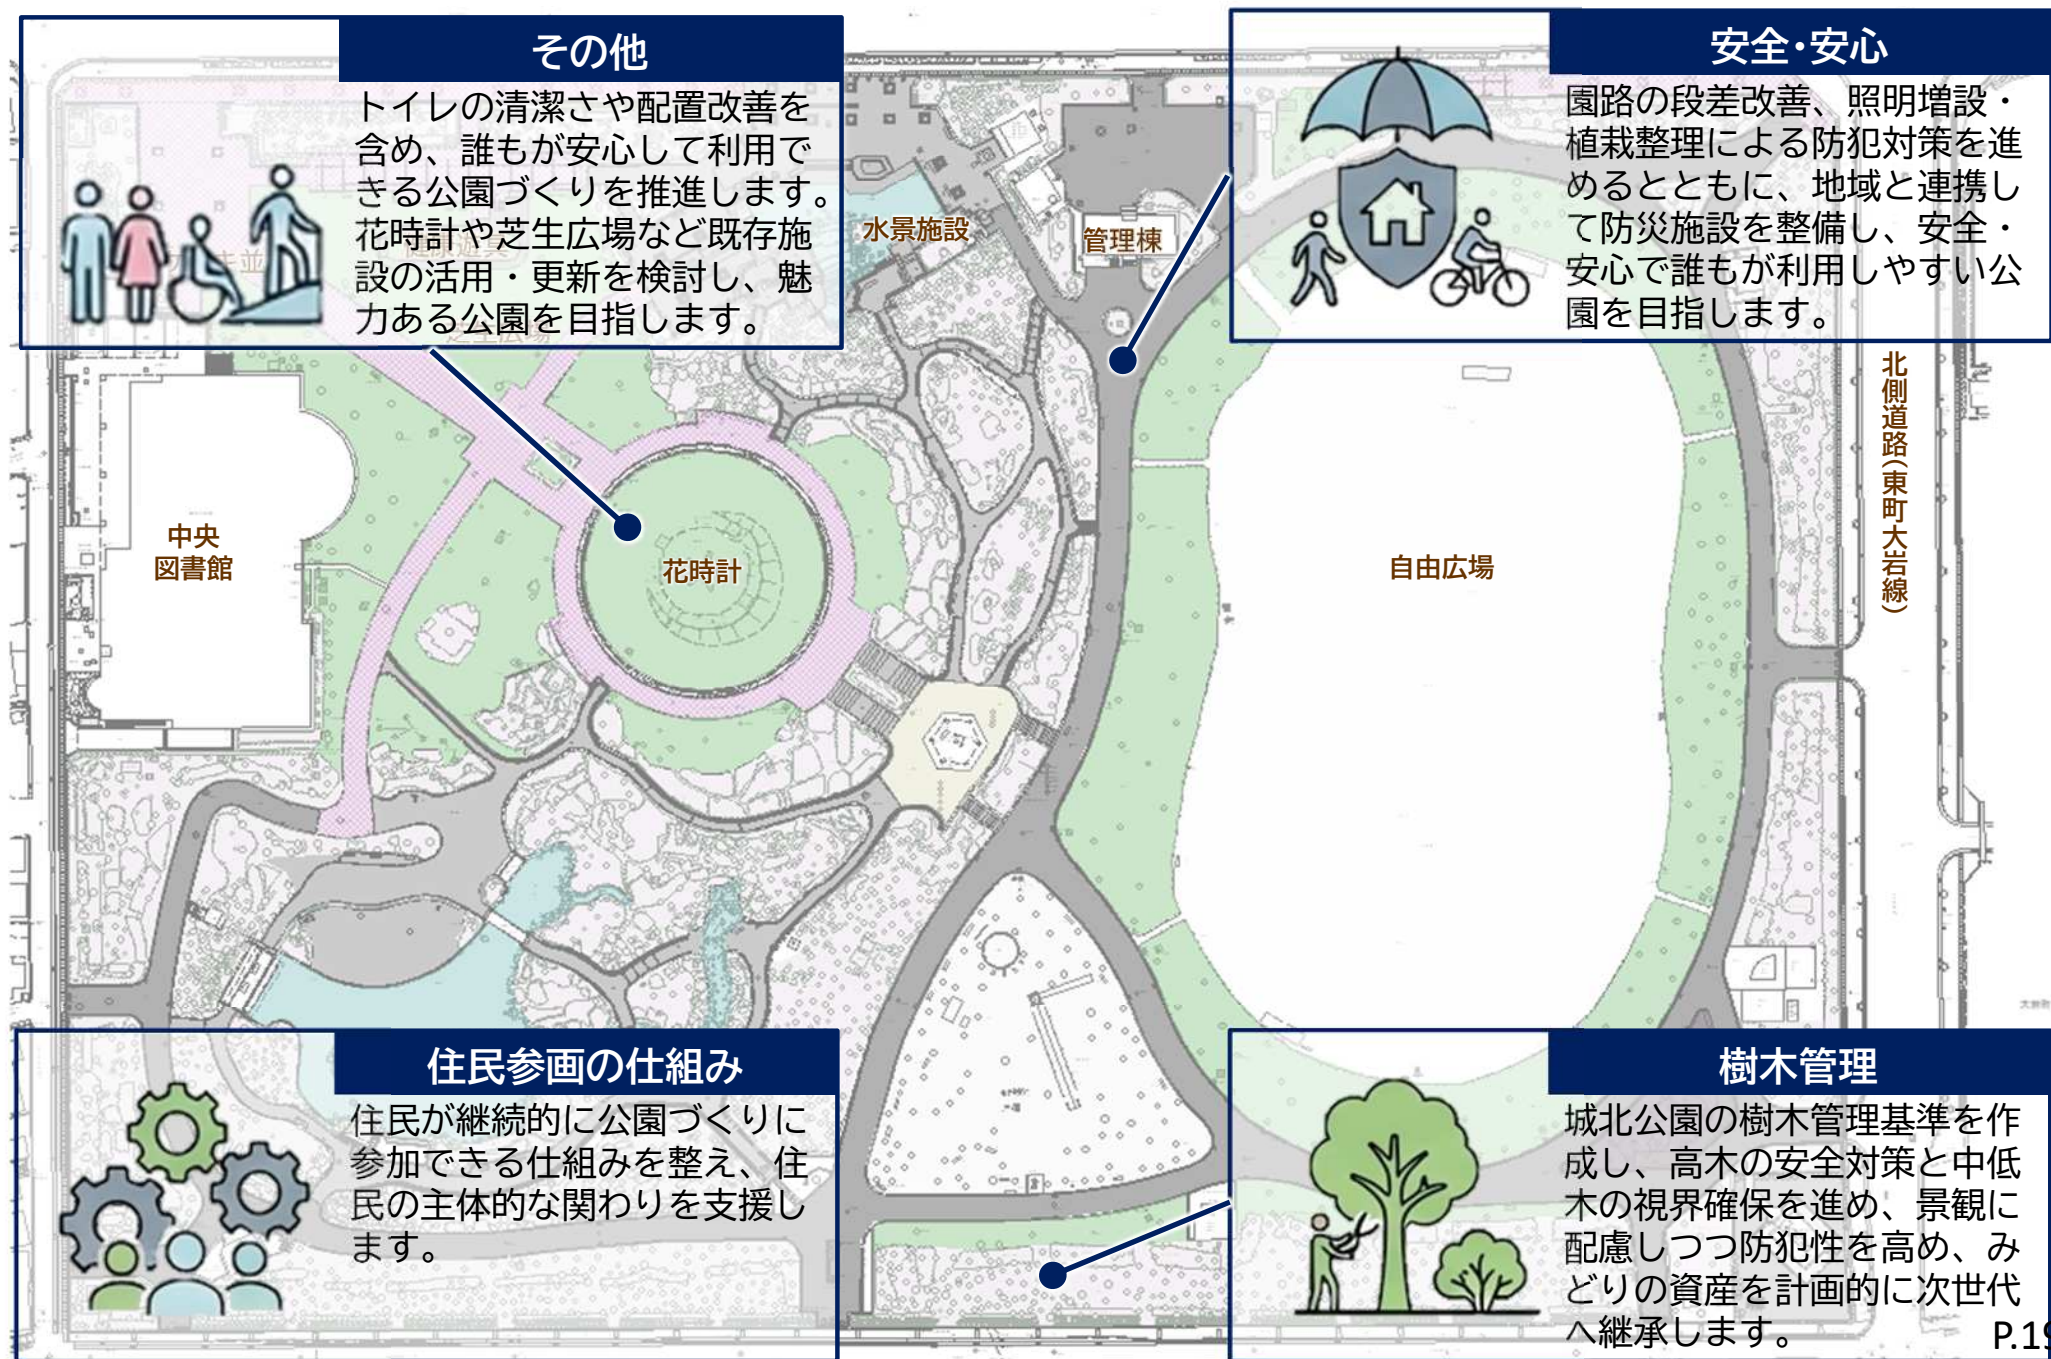 その他
トイレの清潔さや配置改善を
含め、誰もが安心して利用で
きる公園づくりを推進します。
花時計や芝生広場など既存施
設の活用・更新を検討し、魅
力ある公園を目指します。
安全・安心
園路の段差改善、照明増設・
植栽整理による防犯対策を進
めるとともに、地域と連携し
て防災施設を整備し、安全・
安心で誰もが利用しやすい公
園を目指します。
水景施設
管理棟
健康遊具
芝生広場
北側道路(東町大岩線)
中央
図書館
花時計
自由広場
住民参画の仕組み
住民が継続的に公園づくりに
参加できる仕組みを整え、住
民の主体的な関わりを支援し
ます。
樹木管理
城北公園の樹木管理基準を作
成し、高木の安全対策と中低
木の視界確保を進め、景観に
配慮しつつ防犯性を高め、み
どりの資産を計画的に次世代
へ継承します。
P.19